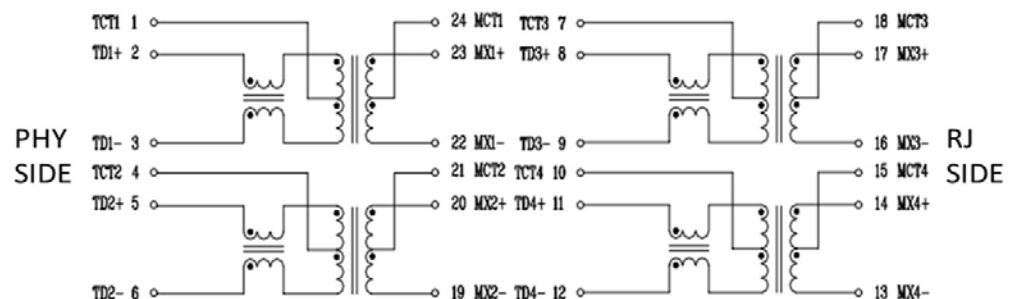 TCT1 1 24 MCT1 TCT3 7 18 MCT3
TD1+ 2 23 MX1+ TD3+ 8 17 MX3+
PHY SIDE
RJ SIDE
TD1- 3 22 MX1- TD3- 9 16 MX3-
TCT2 4 21 MCT2 TCT4 10 15 MCT4
TD2+ 5 20 MX2+ TD4+ 11 14 MX4+
TD2- 6 19 MX2- TD4- 12 13 MX4-